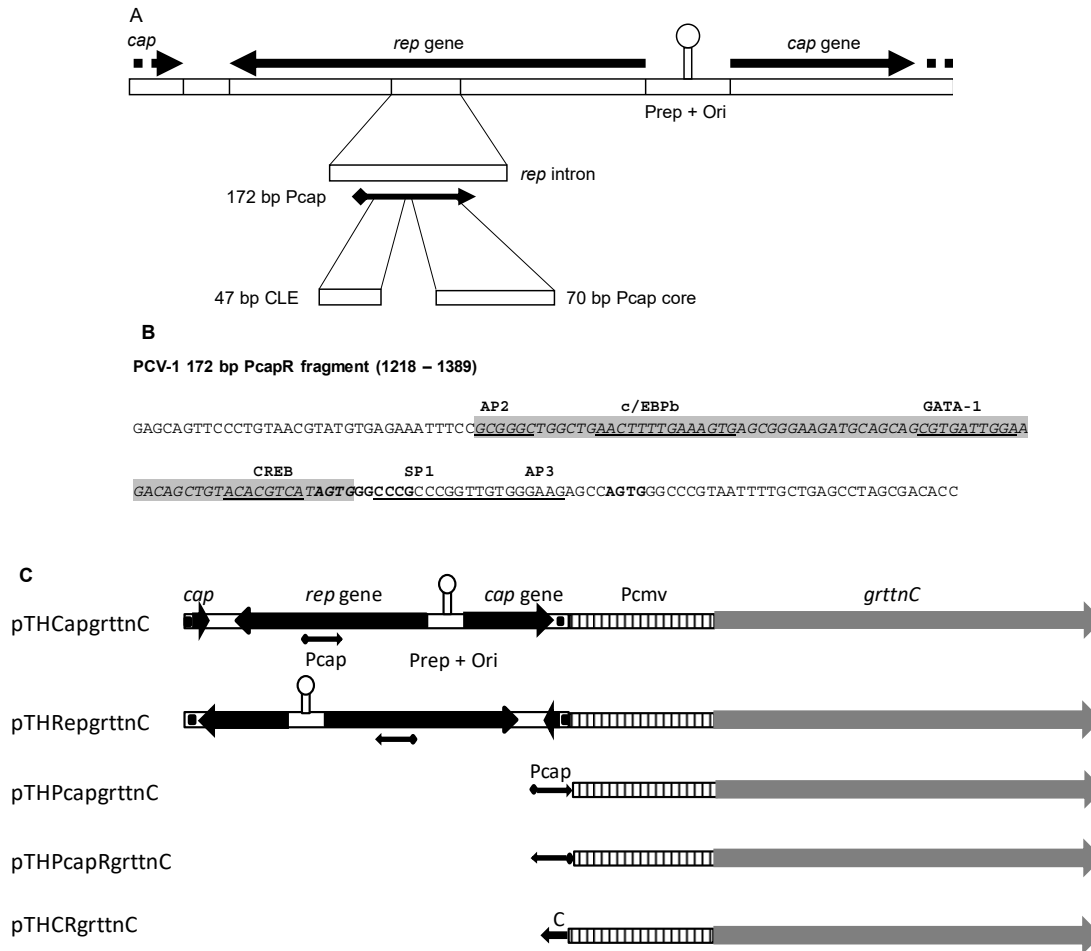 A
cap
rep gene
cap gene
Prep + Ori
rep intron
172 bp Pcap
47 bp CLE
70 bp Pcap core
B
PCV-1 172 bp PcapR fragment (1218 – 1389)
AP2 c/EBPb GATA-1
GAGCAGTTCCCTGTAACGTATGTGAGAAATTTCCGCGGGCTGGCTGAACTTTTGAAAGTGAGCGGGAAGATGCAGCAGCGTGATTGGAA
CREB SP1 AP3
GACAGCTGTACACGTCATAGTGGGCCCGCCCGGTTGTGGGAAGAGCCAGTGGGCCCGTAATTTTGCTGAGCCTAGCGACACC
C
cap rep gene cap gene Pcmv grttnC
pTHCapgrttnC
Pcap Prep + Ori
pTHRepgrttnC
Pcap
pTHPcapgrttnC
pTHPcapRgrttnC
C
pTHCRgrttnC